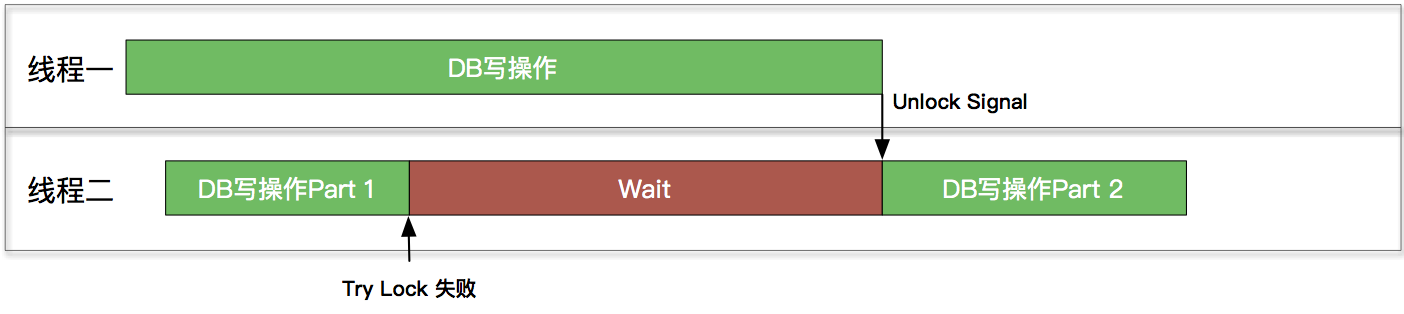 线程一
DB写操作
Unlock Signal
线程二
DB写操作Part 1
Wait
DB写操作Part 2
Try Lock 失败